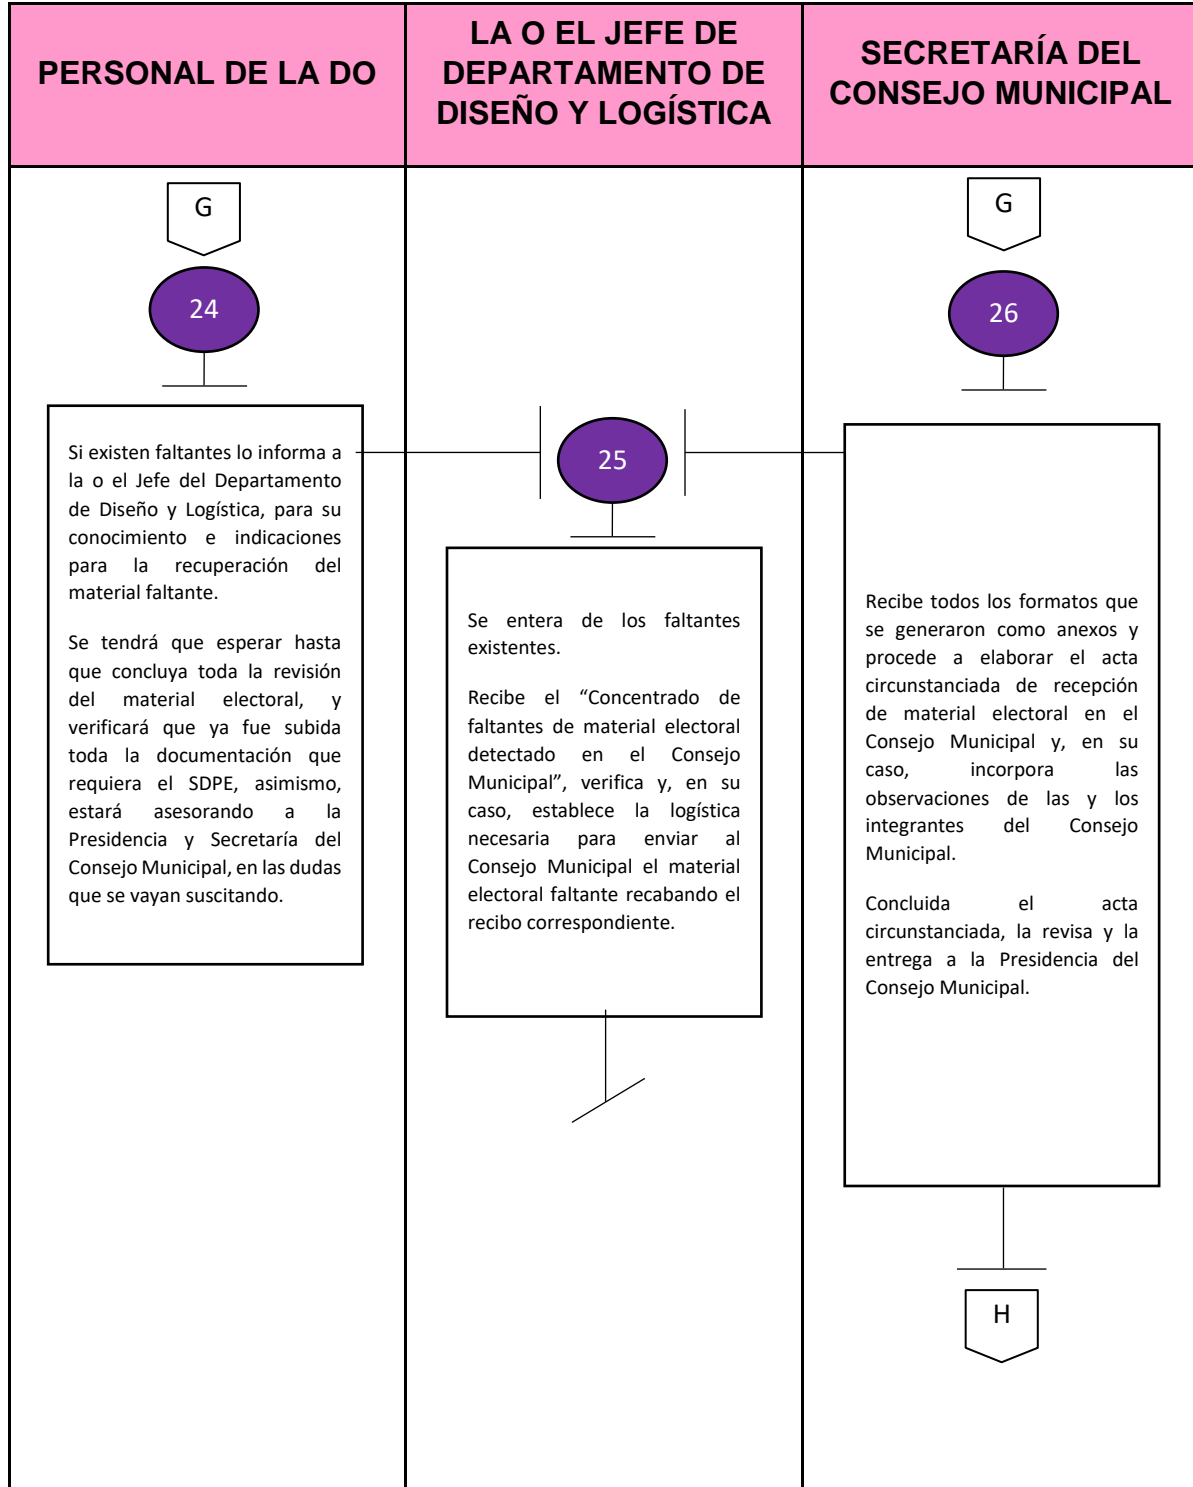 PERSONAL DE LA DO
LA O EL JEFE DE
DEPARTAMENTO DE
DISEÑO Y LOGÍSTICA
SECRETARÍA DEL
CONSEJO MUNICIPAL
G
24
Si existen faltantes lo informa a
la o el Jefe del Departamento
de Diseño y Logística, para su
conocimiento e indicaciones
para la recuperación del
material faltante.
Se tendrá que esperar hasta
que concluya toda la revisión
del material electoral, y
verificará que ya fue subida
toda la documentación que
requiera el SDPE, asimismo,
estará asesorando a la
Presidencia y Secretaría del
Consejo Municipal, en las dudas
que se vayan suscitando.
25
Se entera de los faltantes
existentes.
Recibe el “Concentrado de
faltantes de material electoral
detectado en el Consejo
Municipal”, verifica y, en su
caso, establece la logística
necesaria para enviar al
Consejo Municipal el material
electoral faltante recabando el
recibo correspondiente.
G
26
Recibe todos los formatos que
se generaron como anexos y
procede a elaborar el acta
circunstanciada de recepción
de material electoral en el
Consejo Municipal y, en su
caso, incorpora las
observaciones de las y los
integrantes del Consejo
Municipal.
Concluida el acta
circunstanciada, la revisa y la
entrega a la Presidencia del
Consejo Municipal.
H